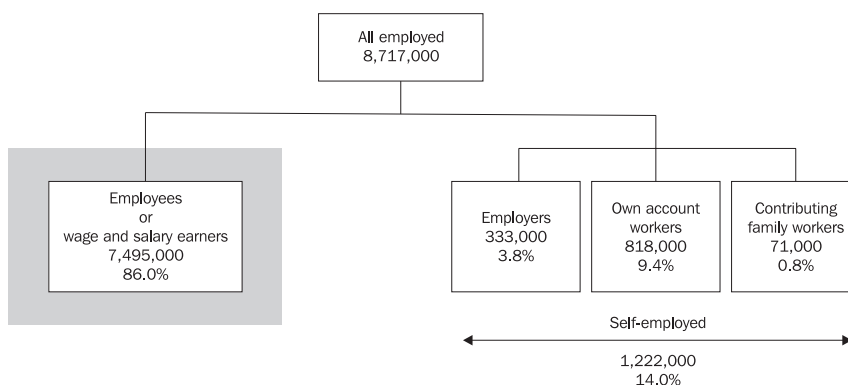 All employed
8,717,000
Employees
or
wage and salary earners
7,495,000
86.0%
Employers
333,000
3.8%
Own account
workers
818,000
9.4%
Contributing
family workers
71,000
0.8%
Self-employed
1,222,000
14.0%